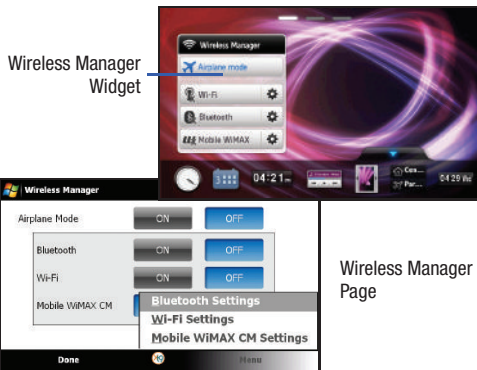 Wireless Manager
Widget
Wireless Manager
Airplane mode
Wi-Fi
Bluetooth
Mobile WiMAX
04:21
Con...
Par...
04:29
Wireless Manager
Airplane Mode ON OFF
Bluetooth ON OFF
Wi-Fi ON OFF
Mobile WiMAX CM
Bluetooth Settings
Wi-Fi Settings
Mobile WiMAX CM Settings
Done Menu
Wireless Manager
Page